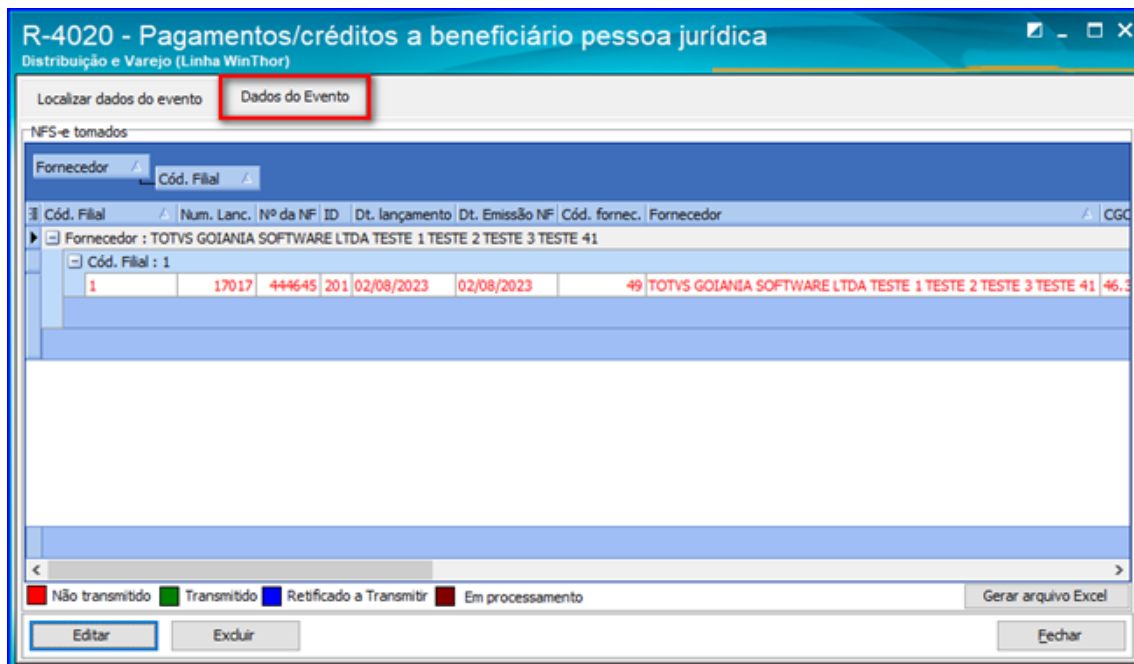 R-4020 - Pagamentos/créditos a beneficiário pessoa jurídica
Distribuição e Varejo (Linha WinThor)
Localizar dados do evento Dados do Evento
NFS-e tomados
Fornecedor
Cód. Filial
Cód. Filial Num. Lanc. Nº da NF ID Dt. lançamento Dt. Emissão NF Cód. fornec. Fornecedor CGC
Fornecedor : TOTVS GOIANIA SOFTWARE LTDA TESTE 1 TESTE 2 TESTE 3 TESTE 41
Cód. Filial : 1
1 17017 444645 201 02/08/2023 02/08/2023 49 TOTVS GOIANIA SOFTWARE LTDA TESTE 1 TESTE 2 TESTE 3 TESTE 41 46.3
Não transmitido Transmitido Retificado a Transmitir Em processamento Gerar arquivo Excel
Editar Excluir Fechar